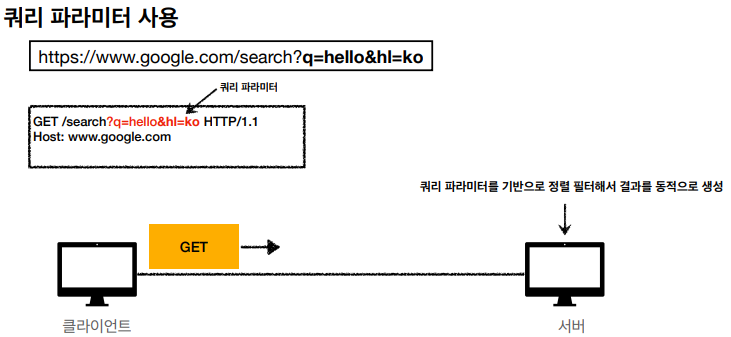 쿼리 파라미터 사용
https://www.google.com/search?q=hello&hl=ko
쿼리 파라미터
GET /search?q=hello&hl=ko HTTP/1.1
Host: www.google.com
쿼리 파라미터를 기반으로 정렬 필터해서 결과를 동적으로 생성
GET
클라이언트
서버